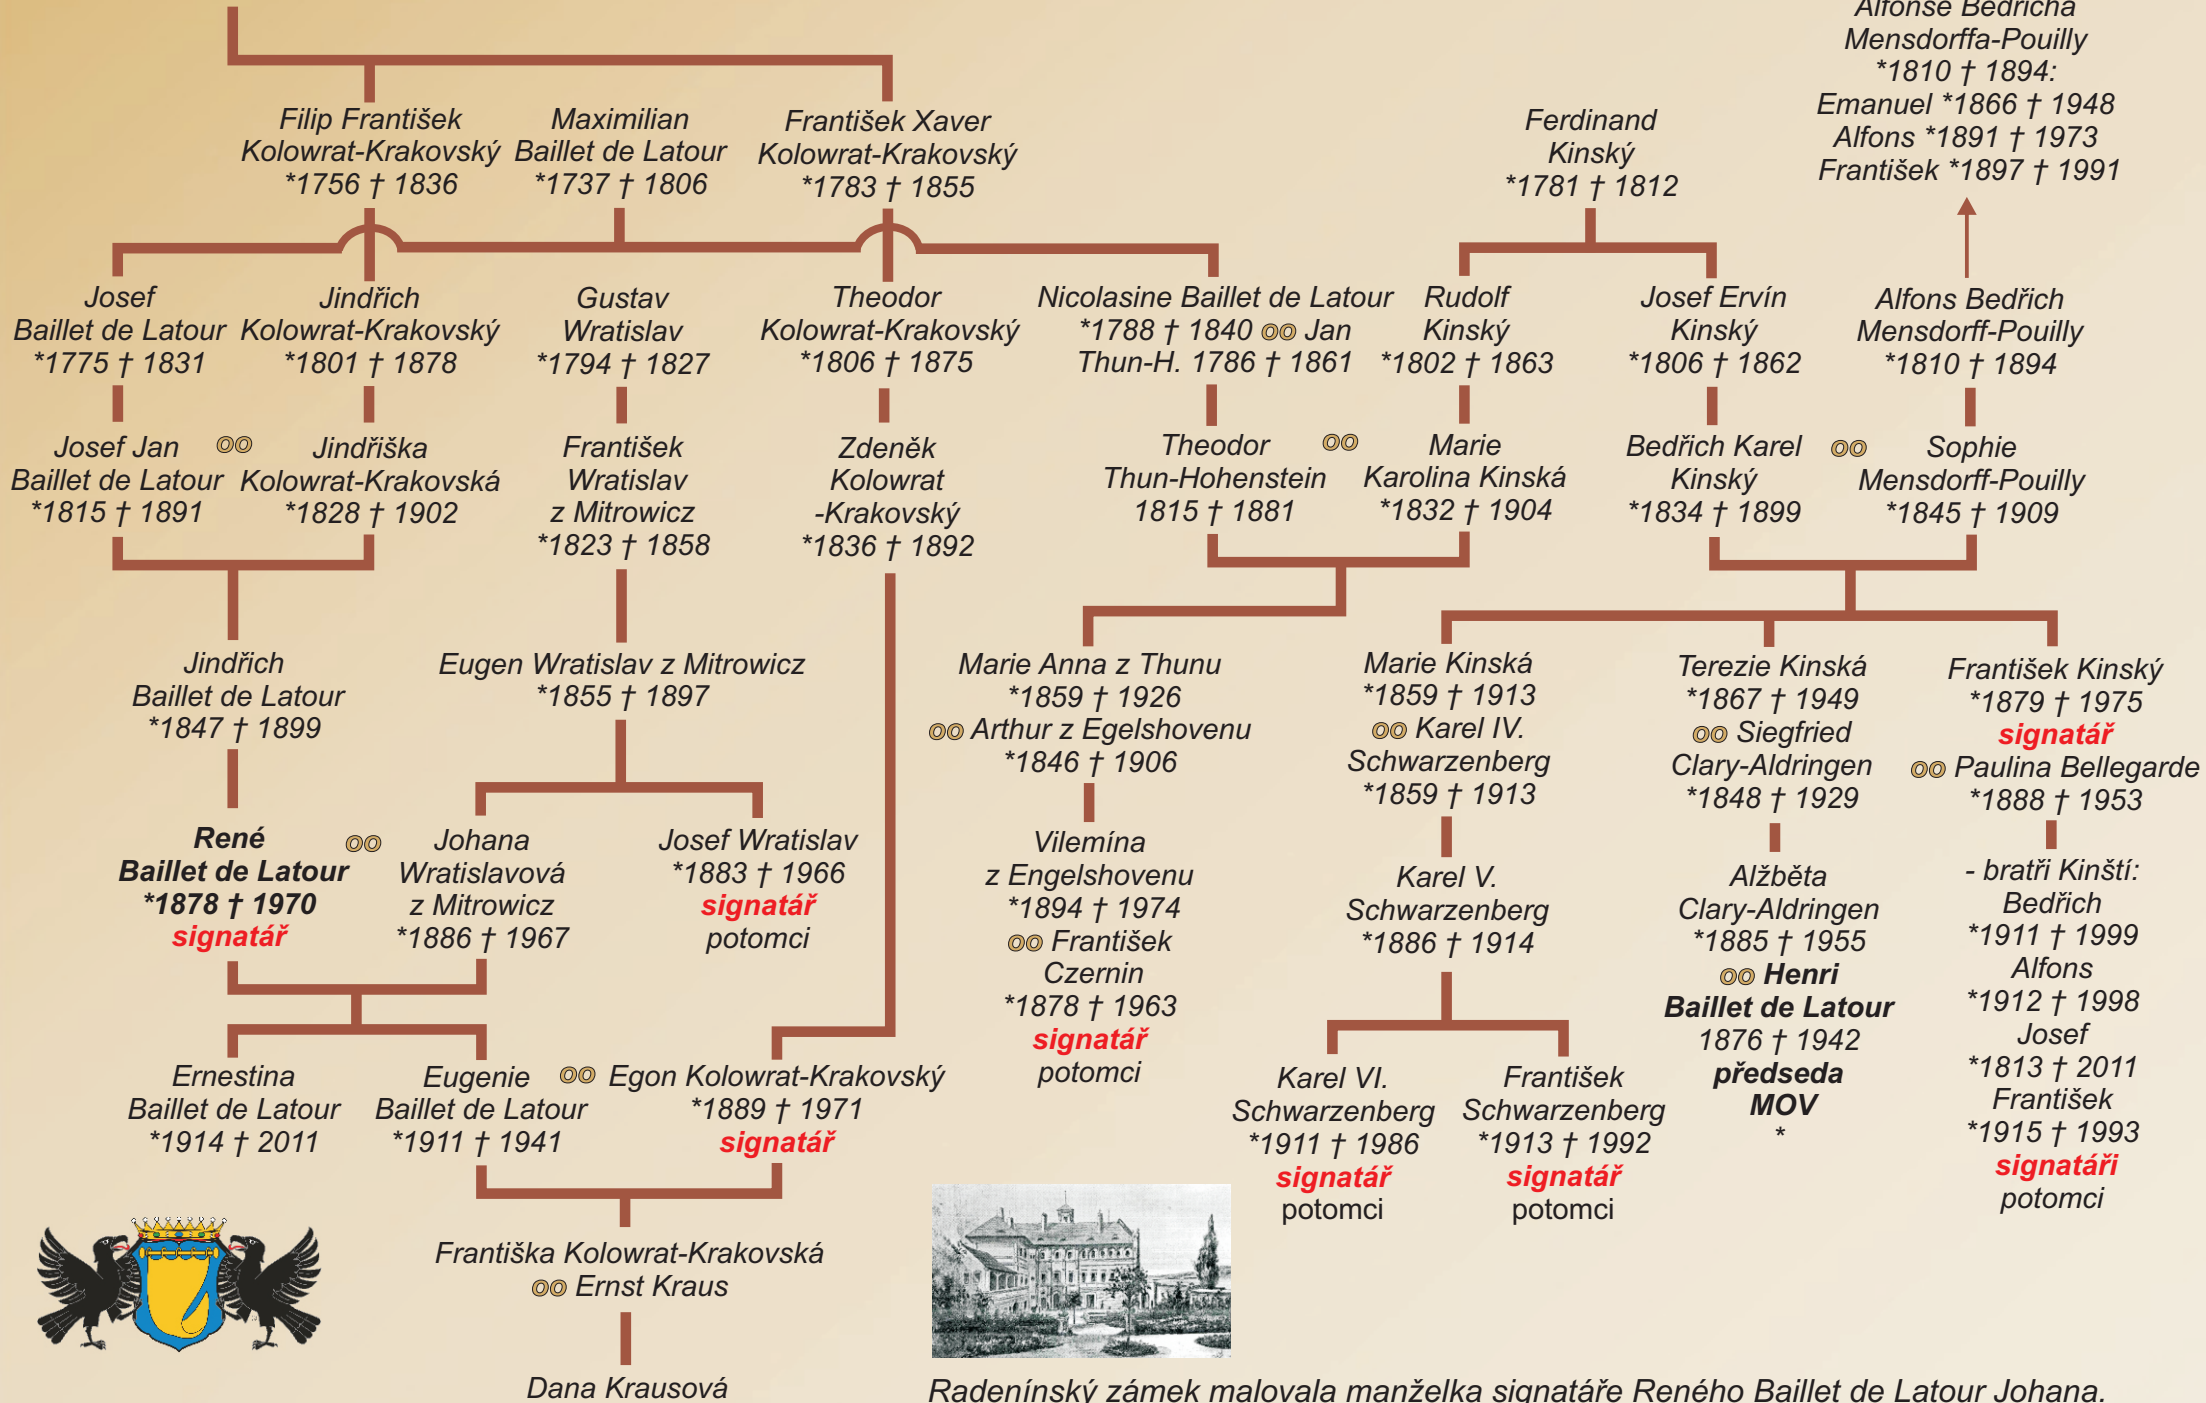 Alfonse Bedřicha
Mensdorffa-Pouilly
*1810 † 1894:
Emanuel *1866 † 1948
Alfons *1891 † 1973
František *1897 † 1991
Filip František
Kolowrat-Krakovský
*1756 † 1836
Maximilian
Baillet de Latour
*1737 † 1806
František Xaver
Kolowrat-Krakovský
*1783 † 1855
Ferdinand
Kinský
*1781 † 1812
Josef
Baillet de Latour
*1775 † 1831
Jindřich
Kolowrat-Krakovský
*1801 † 1878
Gustav
Wratislav
*1794 † 1827
Theodor
Kolowrat-Krakovský
*1806 † 1875
Nicolasine Baillet de Latour
*1788 † 1840 oo Jan
Thun-H. 1786 † 1861
Rudolf
Kinský
*1802 † 1863
Josef Ervín
Kinský
*1806 † 1862
Alfons Bedřich
Mensdorff-Pouilly
*1810 † 1894
Josef Jan
Baillet de Latour
*1815 † 1891
oo
Jindřiška
Kolowrat-Krakovská
*1828 † 1902
František
Wratislav
z Mitrowicz
*1823 † 1858
Zdeněk
Kolowrat
-Krakovský
*1836 † 1892
Theodor
Thun-Hohenstein
1815 † 1881
oo
Marie
Karolina Kinská
*1832 † 1904
Bedřich Karel
Kinský
*1834 † 1899
oo
Sophie
Mensdorff-Pouilly
*1845 † 1909
Jindřich
Baillet de Latour
*1847 † 1899
Eugen Wratislav z Mitrowicz
*1855 † 1897
Marie Anna z Thunu
*1859 † 1926
oo Arthur z Egelshovenu
*1846 † 1906
Marie Kinská
*1859 † 1913
oo Karel IV.
Schwarzenberg
*1859 † 1913
Terezie Kinská
*1867 † 1949
oo Siegfried
Clary-Aldringen
*1848 † 1929
František Kinský
*1879 † 1975
signatář
oo Paulina Bellegarde
*1888 † 1953
René
Baillet de Latour
*1878 † 1970
signatář
oo
Johana
Wratislavová
z Mitrowicz
*1886 † 1967
Josef Wratislav
*1883 † 1966
signatář
potomci
Vilemína
z Engelshovenu
*1894 † 1974
oo František
Czernin
*1878 † 1963
signatář
potomci
Karel V.
Schwarzenberg
*1886 † 1914
Alžběta
Clary-Aldringen
*1885 † 1955
oo Henri
Baillet de Latour
1876 † 1942
předseda
MOV
*
- bratři Kinští:
Bedřich
*1911 † 1999
Alfons
*1912 † 1998
Josef
*1813 † 2011
František
*1915 † 1993
signatáři
potomci
Ernestina
Baillet de Latour
*1914 † 2011
Eugenie
Baillet de Latour
*1911 † 1941
oo
Egon Kolowrat-Krakovský
*1889 † 1971
signatář
Karel VI.
Schwarzenberg
*1911 † 1986
signatář
potomci
František
Schwarzenberg
*1913 † 1992
signatář
potomci
Františka Kolowrat-Krakovská
oo Ernst Kraus
Dana Krausová
Radenínský zámek malovala manželka signatáře Reného Baillet de Latour Johana.